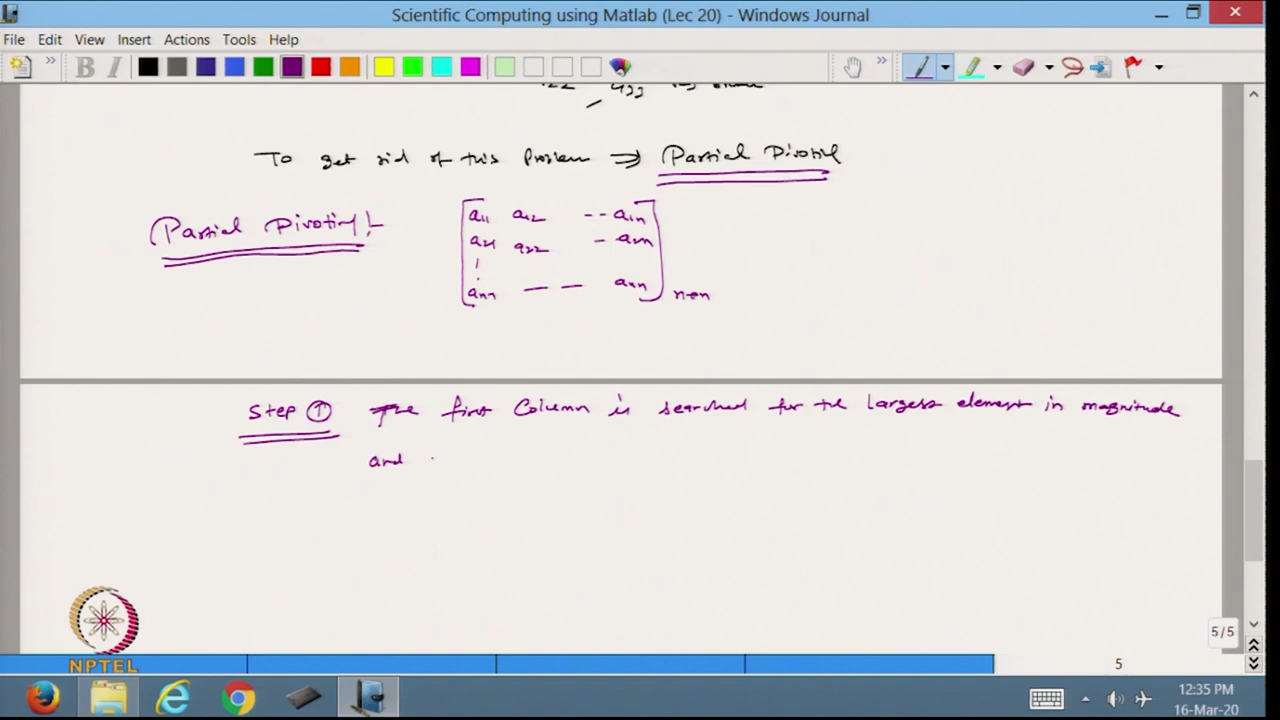 Scientific Computing using Matlab (Lec 20) - Windows Journal
File Edit View Insert Actions Tools Help
To get rid of this Problem ⇒ Partial Pivoting
Partial Pivoting!
a11 a12 -- a1n
a21 a22 - a2n
an1 — — ann n×n
Step ① The first Column is searched for the largest element in magnitude
and
5/5
NPTEL
5
12:35 PM
16-Mar-20